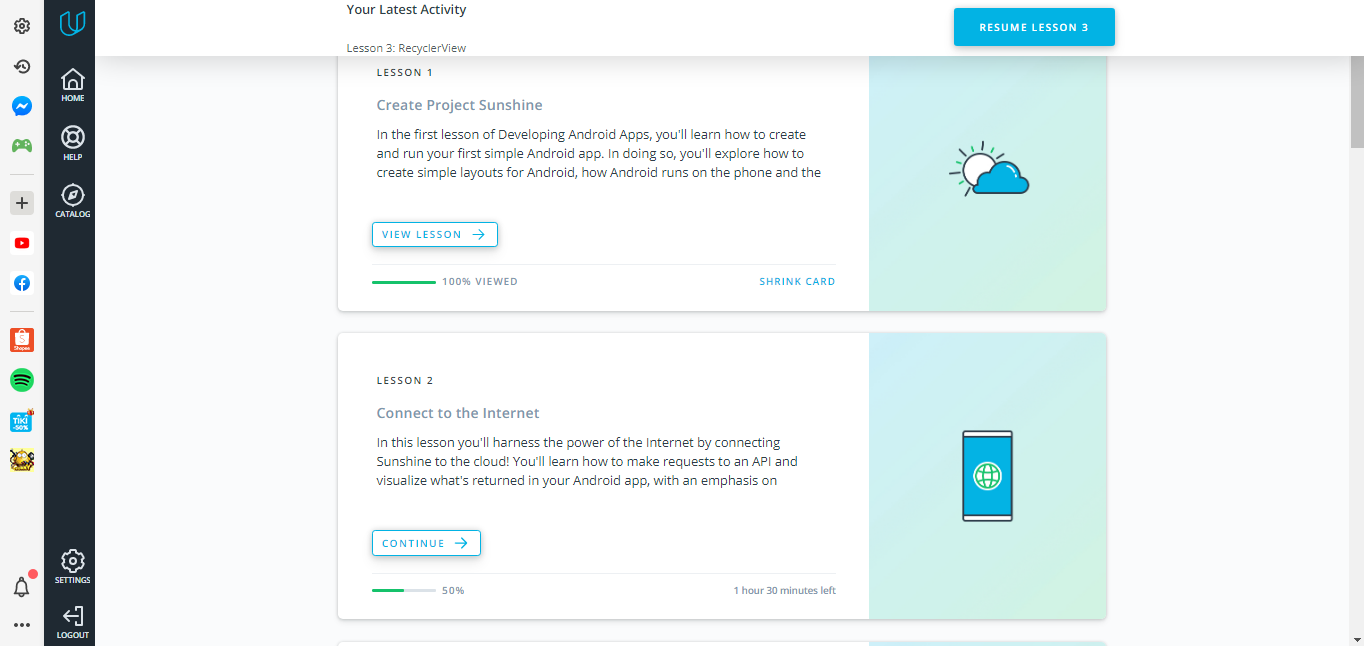 Your Latest Activity
Lesson 3: RecyclerView
RESUME LESSON 3
HOME
HELP
CATALOG
SETTINGS
LOGOUT
Shopee
TIKI
-50%
LESSON 1
Create Project Sunshine
In the first lesson of Developing Android Apps, you'll learn how to create
and run your first simple Android app. In doing so, you'll explore how to
create simple layouts for Android, how Android runs on the phone and the
VIEW LESSON
100% VIEWED
SHRINK CARD
LESSON 2
Connect to the Internet
In this lesson you'll harness the power of the Internet by connecting
Sunshine to the cloud! You'll learn how to make requests to an API and
visualize what's returned in your Android app, with an emphasis on
CONTINUE
50%
1 hour 30 minutes left